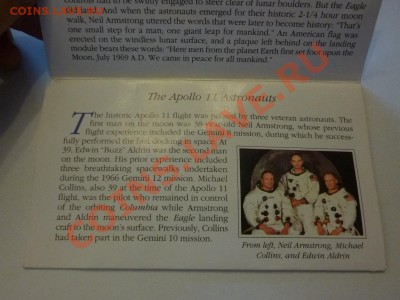 COINS.SU
controls had to be swiftly engaged to steer clear of lunar boulders. But the Eagle
And when the astronauts emerged for their historic 2-1/4 hour moon
walk, Neil Armstrong uttered the words that were later to become history: "That's
one small step for a man, one giant leap for mankind." An American flag was
erected on the windless lunar surface, and a plaque left behind on the landing
module bears these words: "Here men from the planet Earth first set foot upon the
Moon, July 1969 A.D. We came in peace for all mankind."
The Apollo 11 Astronauts
The historic Apollo 11 flight was piloted by three veteran astronauts. The
first man on the moon was 38-year-old Neil Armstrong, whose previous
flight experience included the Gemini 8 mission, during which he success-
fully performed the first docking in space. At
39, Edwin "Buzz" Aldrin was the second man
on the moon. His prior experience included
three breathtaking spacewalks undertaken
during the 1966 Gemini 12 mission. Michael
Collins, also 39 at the time of the Apollo 11
flight, was the pilot who remained in control
of the orbiting Columbia while Armstrong
and Aldrin maneuvered the Eagle landing
craft to the moon's surface. Previously, Collins
had taken part in the Gemini 10 mission.
From left, Neil Armstrong, Michael
Collins, and Edwin Aldrin